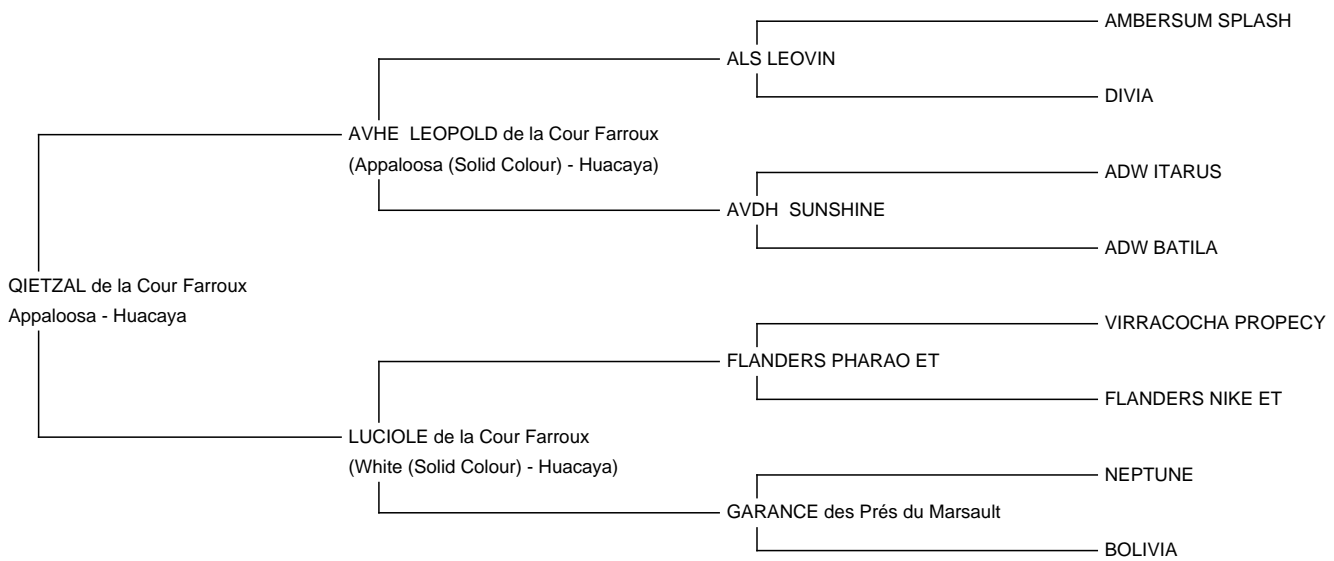 AMBERSUM SPLASH
ALS LEOVIN
DIVIA
AVHE  LEOPOLD de la Cour Farroux
(Appaloosa (Solid Colour) - Huacaya)
ADW ITARUS
AVDH  SUNSHINE
ADW BATILA
QIETZAL de la Cour Farroux
Appaloosa - Huacaya
VIRRACOCHA PROPECY
FLANDERS PHARAO ET
FLANDERS NIKE ET
LUCIOLE de la Cour Farroux
(White (Solid Colour) - Huacaya)
NEPTUNE
GARANCE des Prés du Marsault
BOLIVIA